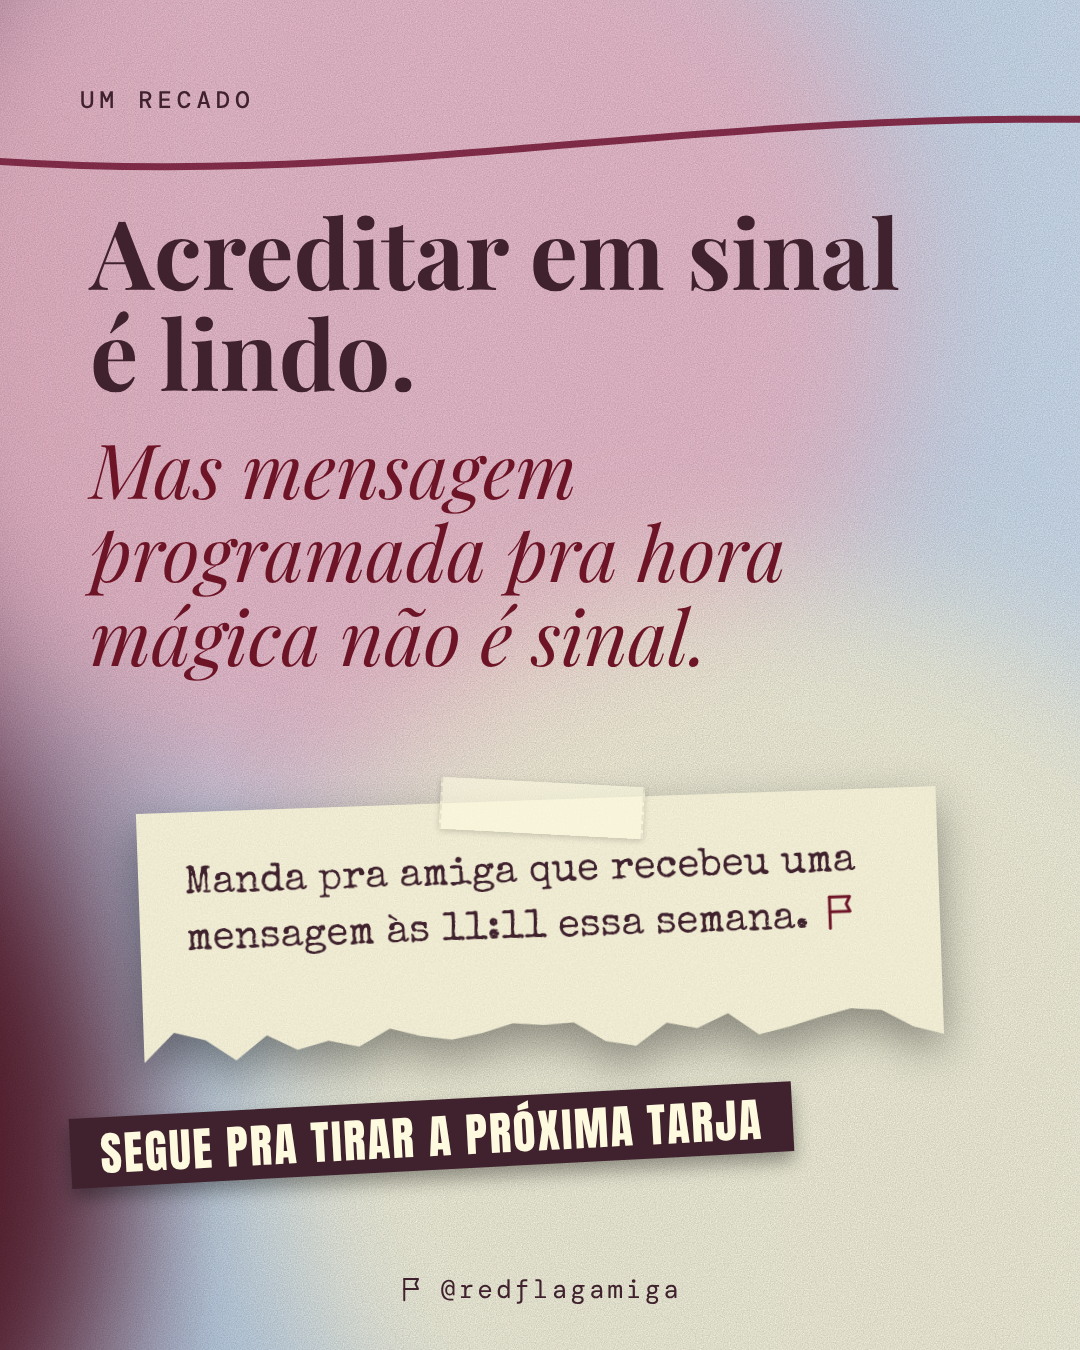 UM RECADO
Acreditar em sinal
é lindo.
Mas mensagem
programada pra hora
mágica não é sinal.
Manda pra amiga que recebeu uma
mensagem às 11:11 essa semana.
SEGUE PRA TIRAR A PRÓXIMA TARJA
@redflagamiga